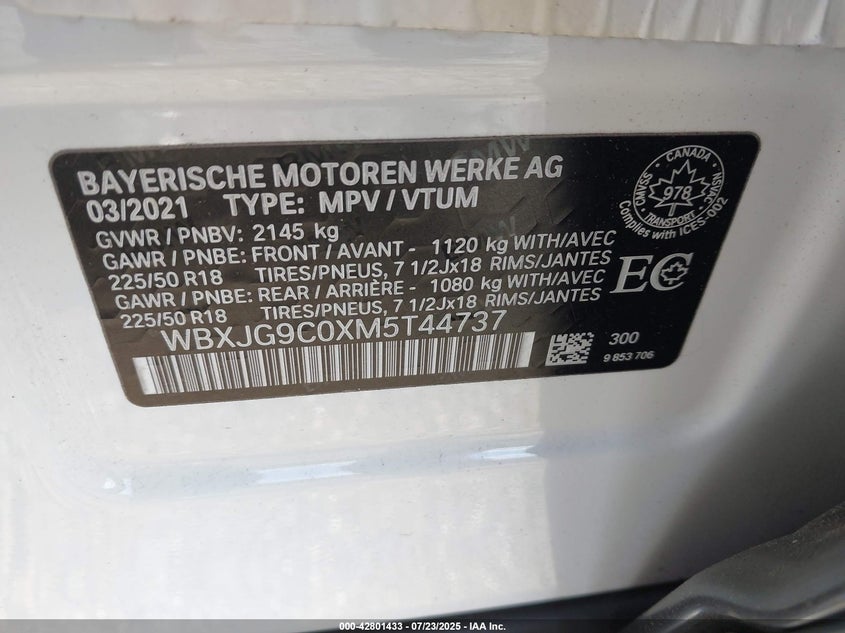 BAYERISCHE MOTOREN WERKE AG
03/2021 TYPE: MPV / VTUM
GVWR / PNBV: 2145 kg
GAWR / PNBE: FRONT / AVANT - 1120 kg WITH/AVEC
225/50 R18 TIRES/PNEUS, 7 1/2Jx18 RIMS/JANTES
GAWR / PNBE: REAR / ARRIÈRE - 1080 kg WITH/AVEC
225/50 R18 TIRES/PNEUS, 7 1/2Jx18 RIMS/JANTES
WBXJG9C0XM5T44737
CANADA
CMVSS
NSVAC
978
TRANSPORT
Complies with ICES-002
EC
300
9 853 706
000-42801433 - 07/23/2025 - IAA Inc.